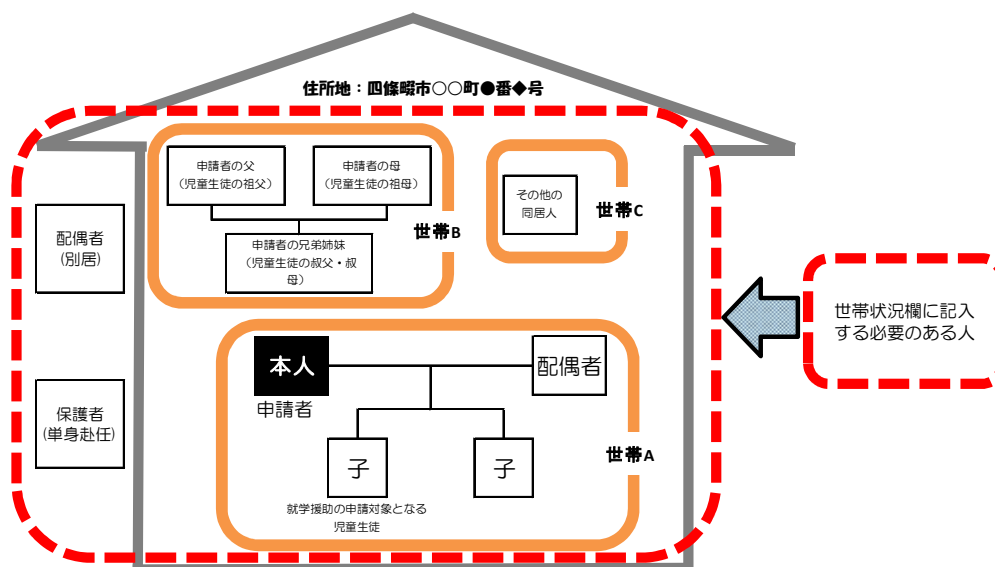 住所地：四條畷市○○町●番◆号
申請者の父
（児童生徒の祖父）
申請者の母
（児童生徒の祖母）
申請者の兄弟姉妹
（児童生徒の叔父・叔
母）
世帯B
その他の
同居人
世帯C
配偶者
(別居)
保護者
(単身赴任)
世帯状況欄に記入
する必要のある人
本人
申請者
配偶者
子
子
就学援助の申請対象となる
児童生徒
世帯A